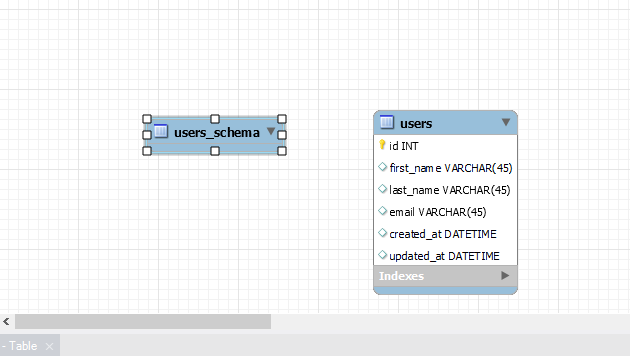 users_schema
users
id INT
first_name VARCHAR(45)
last_name VARCHAR(45)
email VARCHAR(45)
created_at DATETIME
updated_at DATETIME
Indexes
- Table